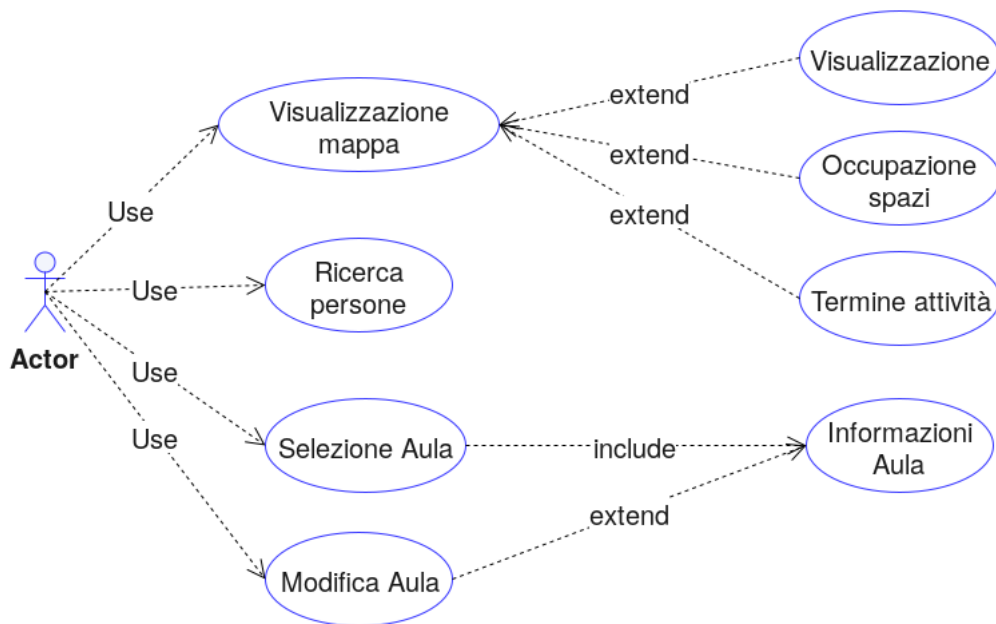 Visualizzazione
Visualizzazione
mappa
extend
extend
Occupazione
spazi
Use
extend
Ricerca
persone
Use
Termine attività
Actor
Use
Use
Selezione Aula
include
Informazioni
Aula
extend
Modifica Aula